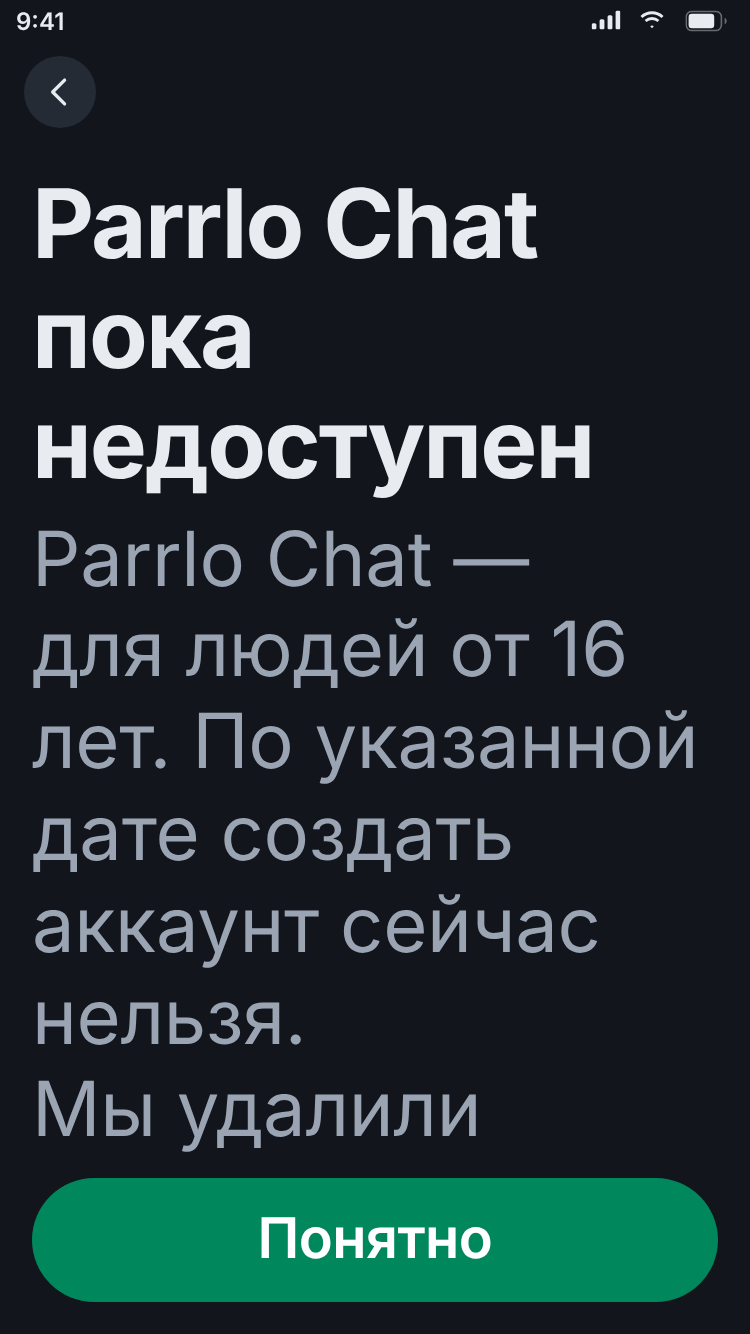 9:41
Parrlo Chat
пока
недоступен
Parrlo Chat —
для людей от 16
лет. По указанной
дате создать
аккаунт сейчас
нельзя.
Мы удалили
Понятно